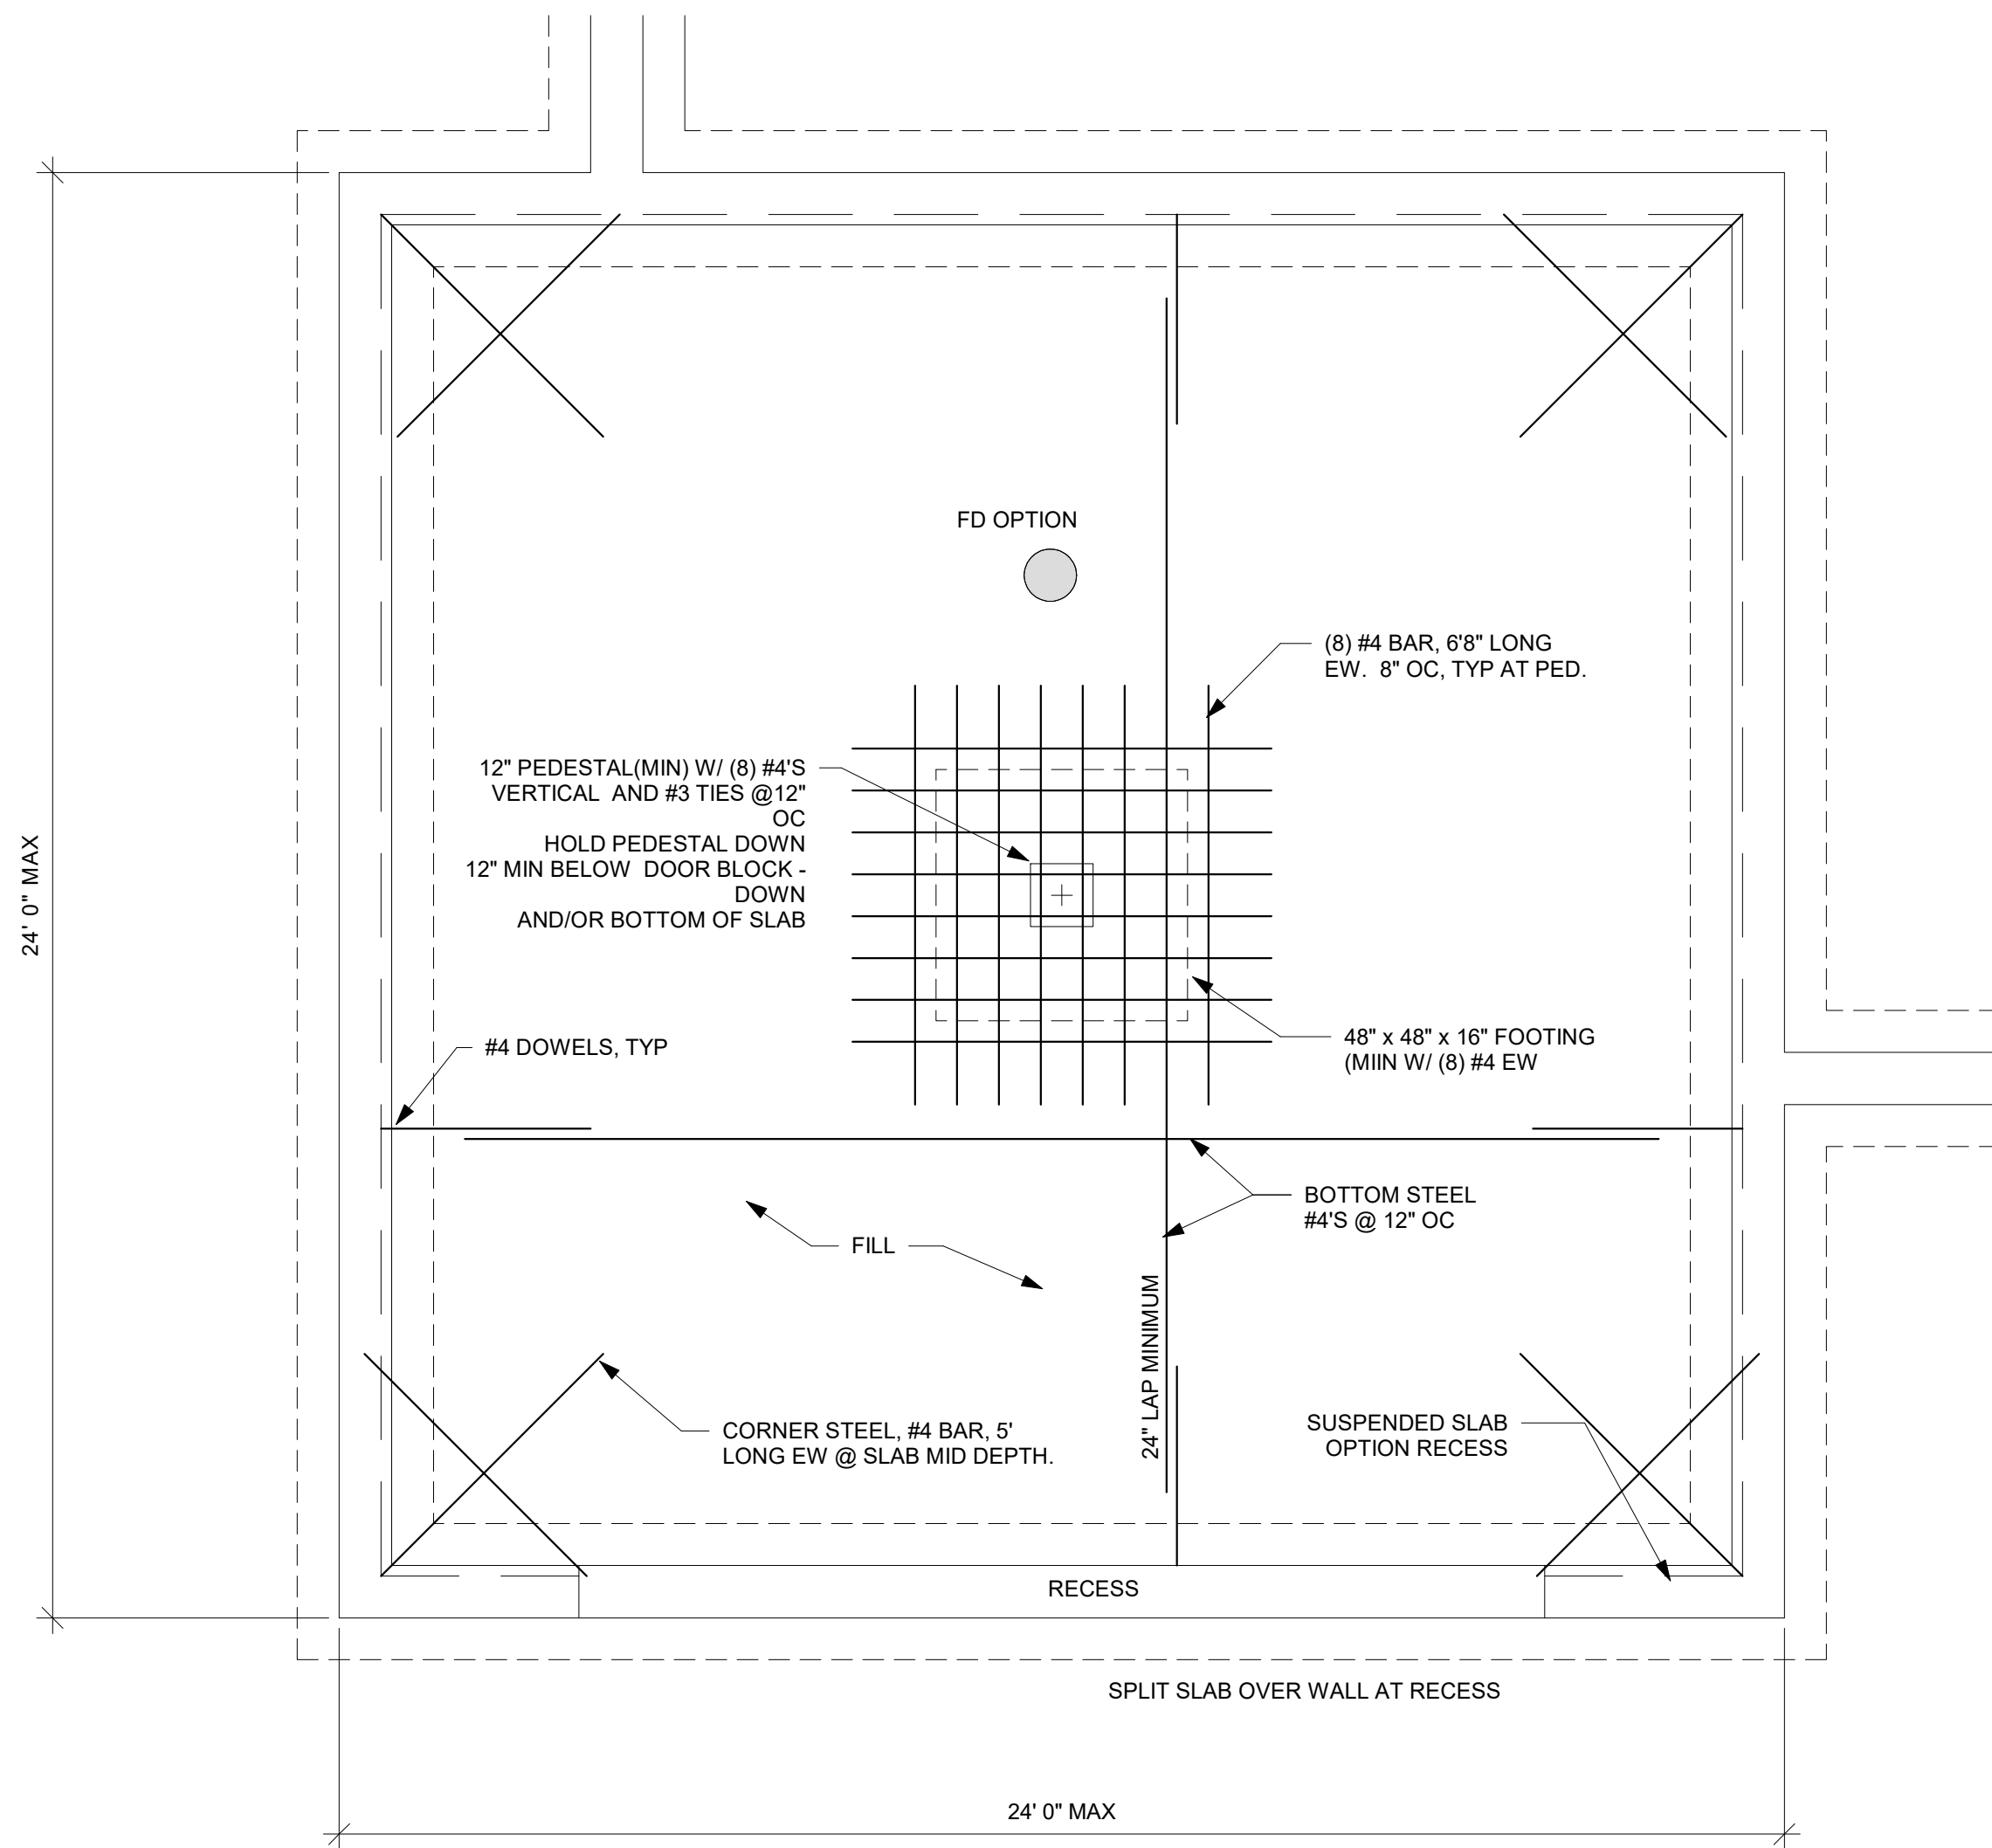 FD OPTION
(8) #4 BAR, 6'8" LONG
EW.  8" OC, TYP AT PED.
12" PEDESTAL(MIN) W/ (8) #4'S
VERTICAL  AND #3 TIES @12"
OC
HOLD PEDESTAL DOWN
12" MIN BELOW  DOOR BLOCK -
DOWN
AND/OR BOTTOM OF SLAB
24' 0" MAX
#4 DOWELS, TYP
48" x 48" x 16" FOOTING
(MIIN W/ (8) #4 EW
BOTTOM STEEL
#4'S @ 12" OC
FILL
24" LAP MINIMUM
CORNER STEEL, #4 BAR, 5'
LONG EW @ SLAB MID DEPTH.
SUSPENDED SLAB
OPTION RECESS
RECESS
SPLIT SLAB OVER WALL AT RECESS
24' 0" MAX